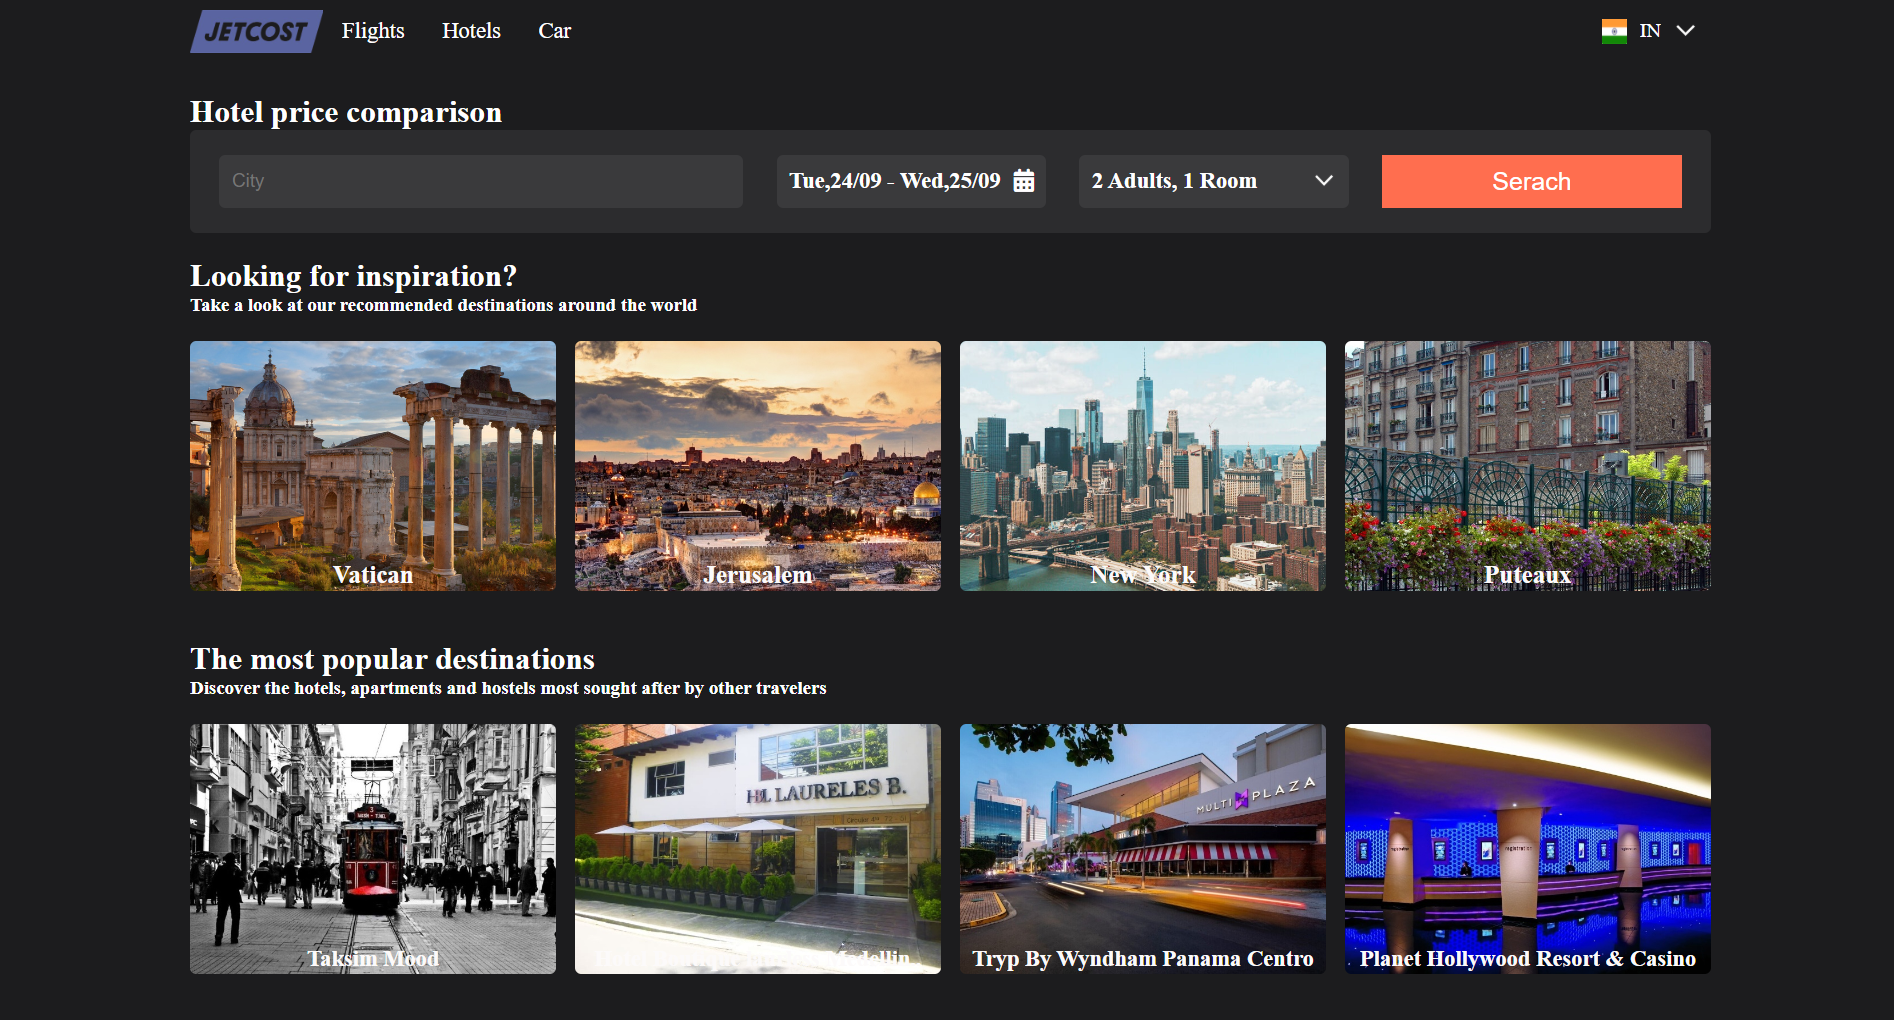 JETCOST Flights Hotels Car IN
Hotel price comparison
City Tue,24/09 - Wed,25/09 2 Adults, 1 Room Serach
Looking for inspiration?
Take a look at our recommended destinations around the world
Vatican Jerusalem New York Puteaux
The most popular destinations
Discover the hotels, apartments and hostels most sought after by other travelers
LAURELES B.
MULTI PLAZA
3
registration
Taksim Mood Hotel Boutique Medellin Tryp By Wyndham Panama Centro Planet Hollywood Resort & Casino